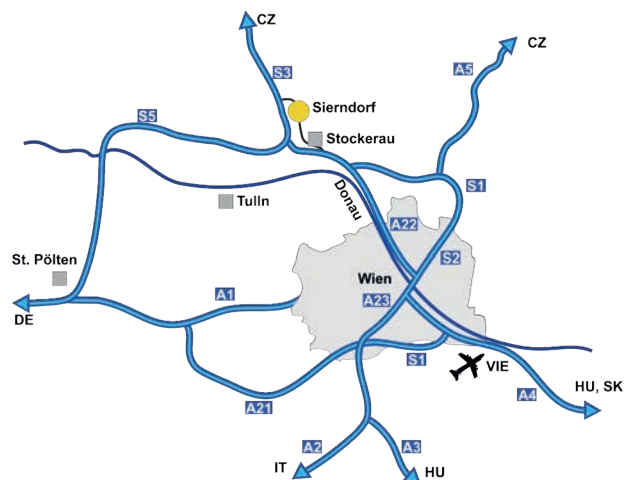 CZ
CZ
A5
S3
Sierndorf
S5
Stockerau
S1
Donau
Tulln
A22
St. Pölten
S2
Wien
A1
A23
DE
S1
VIE
HU, SK
A4
A21
A2
A3
IT
HU